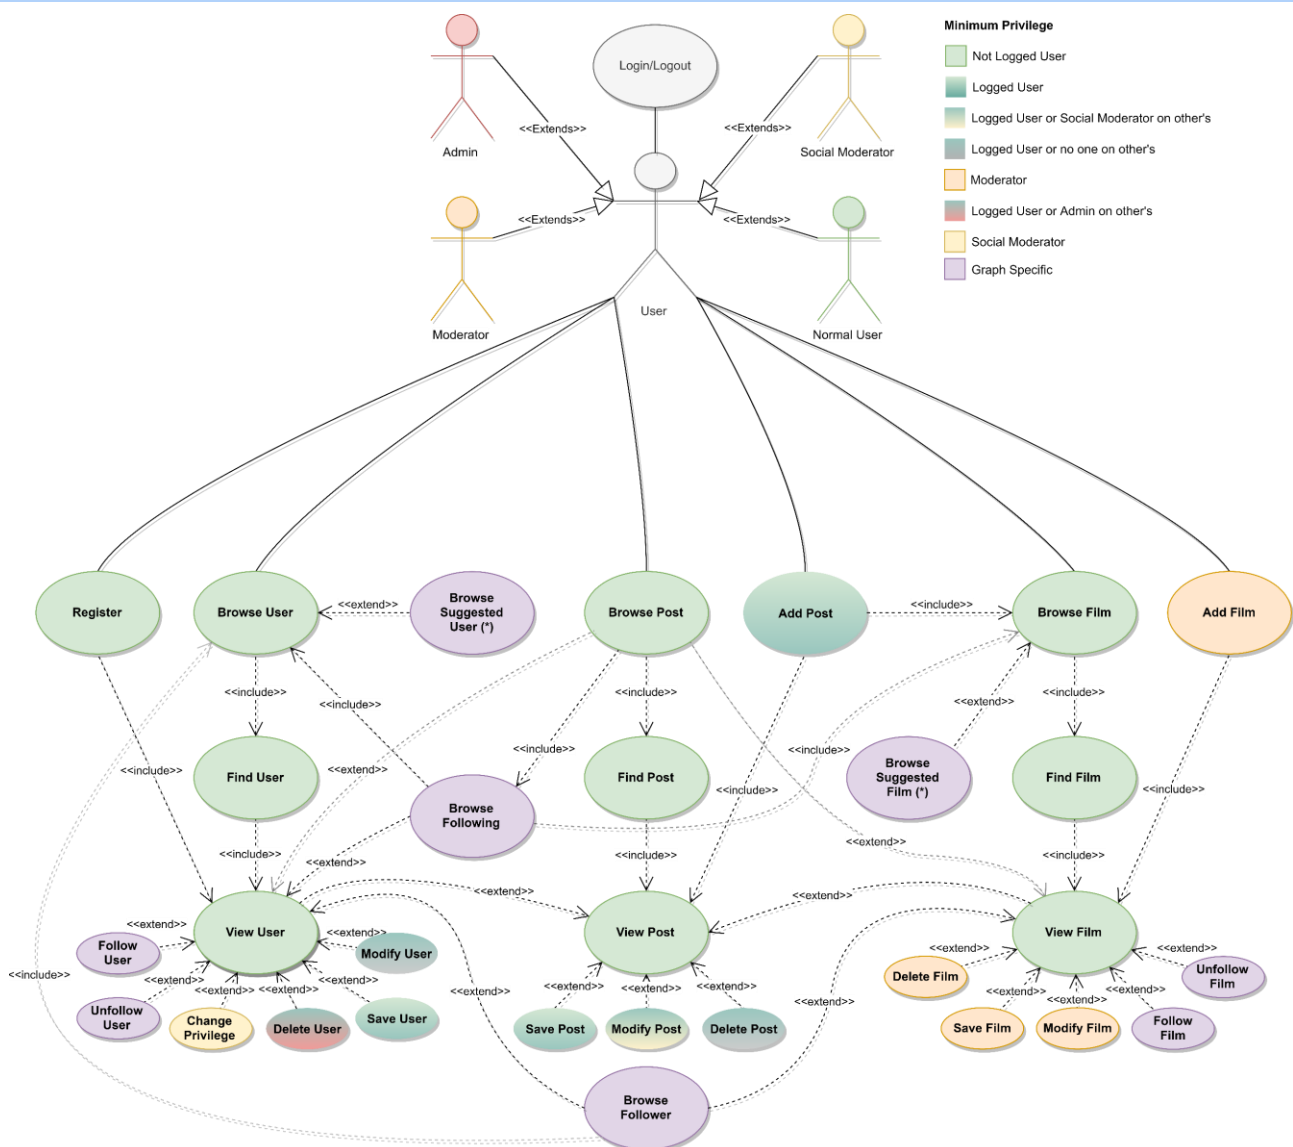 Minimum Privilege
Not Logged User
Logged User
Logged User or Social Moderator on other's
Logged User or no one on other's
Moderator
Logged User or Admin on other's
Social Moderator
Graph Specific
Login/Logout
<<Extends>>
<<Extends>>
Admin
Social Moderator
<<Extends>>
<<Extends>>
User
Moderator
Normal User
Register
Browse User
<<extend>>
Browse
Suggested
User (*)
Browse Post
Add Post
<<include>>
Browse Film
Add Film
<<include>>
<<include>>
<<include>>
<<extend>>
<<include>>
<<include>>
<<include>>
<<include>>
<<extend>>
Find User
Browse
Following
Find Post
<<include>>
Browse
Suggested
Film (*)
Find Film
<<include>>
<<include>>
<<extend>>
<<include>>
<<extend>>
<<include>>
<<extend>>
<<extend>>
View User
View Post
View Film
<<extend>>
Follow
User
<<extend>>
Modify User
<<extend>>
<<extend>>
<<extend>>
<<extend>>
Unfollow
User
Change
Privilege
Delete User
Save User
<<include>>
<<extend>>
<<extend>>
<<extend>>
<<extend>>
Save Post
Modify Post
Delete Post
<<extend>>
<<extend>>
Delete Film
<<extend>>
Unfollow
Film
<<extend>>
<<extend>>
<<extend>>
Save Film
Modify Film
Follow
Film
Browse
Follower